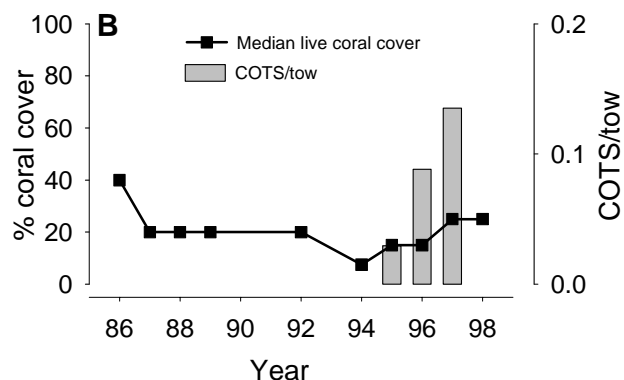 B
Median live coral cover
COTS/tow
100
80
60
40
20
0
% coral cover
0.2
0.1
0.0
COTS/tow
86 88 90 92 94 96 98
Year